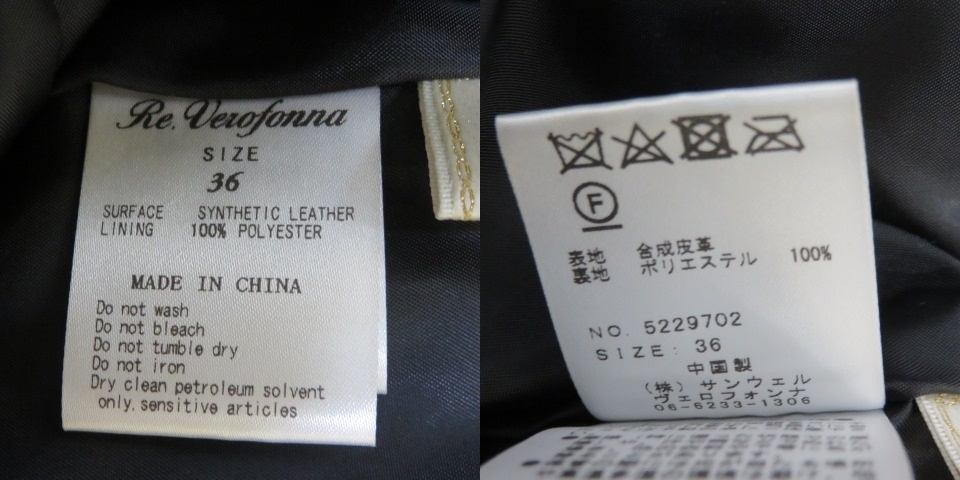 Re. Verofonna
SIZE
36
SURFACE SYNTHETIC LEATHER
LINING 100% POLYESTER
MADE IN CHINA
Do not wash
Do not bleach
Do not tumble dry
Do not iron
Dry clean petroleum solvent
only.sensitive articles
F
表地 合成皮革
裏地 ポリエステル 100%
NO. 5229702
SIZE: 36
中国製
(株) サンウェル
ヴェロフォンナ
06-6233-1306